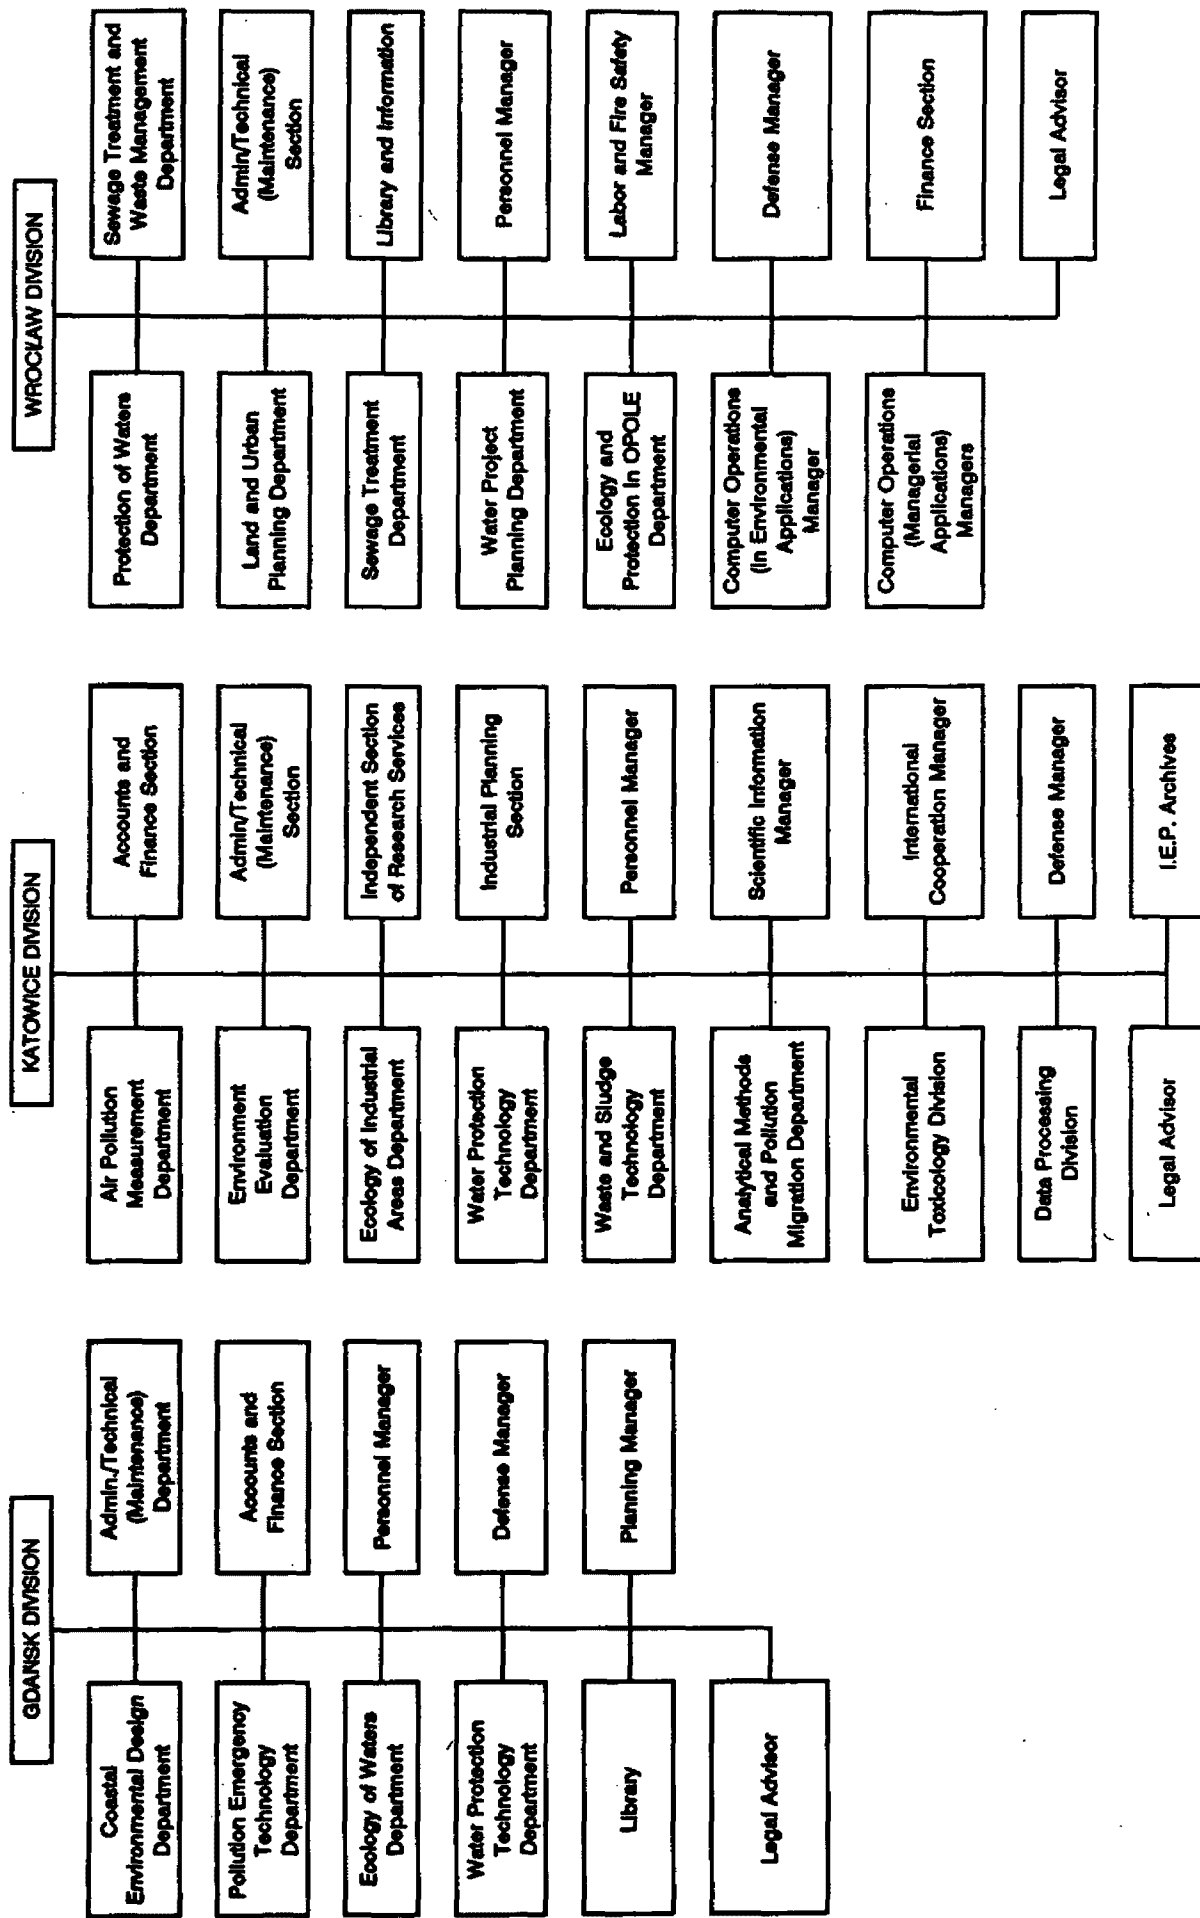 GDANSK DIVISION
Coastal
Environmental Design
Department
Admin./Technical
(Maintenance)
Department
Pollution Emergency
Technology
Department
Accounts and
Finance Section
Ecology of Waters
Department
Personnel Manager
Water Protection
Technology
Department
Defense Manager
Library
Planning Manager
Legal Advisor
KATOWICE DIVISION
Air Pollution
Measurement
Department
Accounts and
Finance Section
Environment
Evaluation
Department
Admin/Technical
(Maintenance)
Section
Ecology of Industrial
Areas Department
Independent Section
of Research Services
Water Protection
Technology
Department
Industrial Planning
Section
Waste and Sludge
Technology
Department
Personnel Manager
Analytical Methods
and Pollution
Migration Department
Scientific Information
Manager
Environmental
Toxicology Division
International
Cooperation Manager
Data Processing
Division
Defense Manager
Legal Advisor
I.E.P. Archives
WROCŁAW DIVISION
Protection of Waters
Department
Sewage Treatment and
Waste Management
Department
Land and Urban
Planning Department
Admin/Technical
(Maintenance)
Section
Sewage Treatment
Department
Library and Information
Water Project
Planning Department
Personnel Manager
Ecology and
Protection in OPOLE
Department
Labor and Fire Safety
Manager
Computer Operations
(in Environmental
Applications)
Manager
Defense Manager
Computer Operations
(Managerial
Applications)
Managers
Finance Section
Legal Advisor